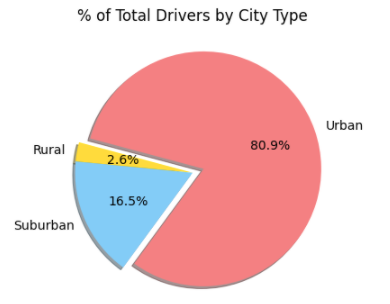 % of Total Drivers by City Type
Urban
80.9%
Rural
2.6%
16.5%
Suburban